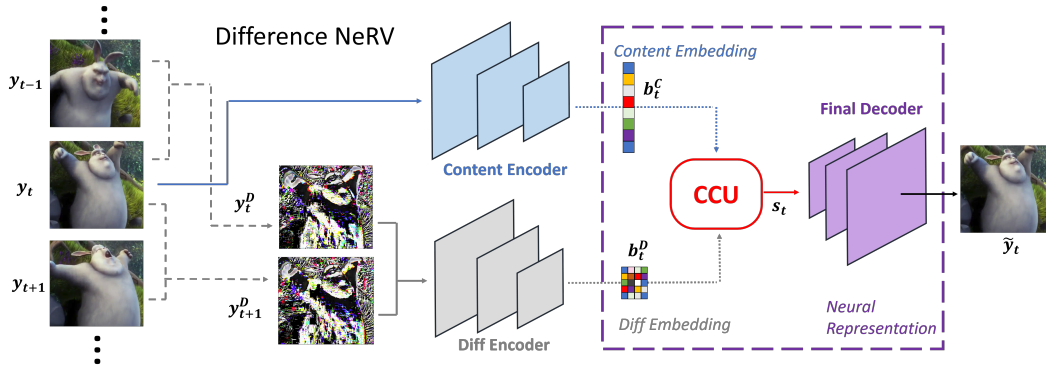 Difference NeRV
y_{t-1}
y_t
y_{t+1}
y_t^D
y_{t+1}^D
Content Encoder
Diff Encoder
Content Embedding
b_t^C
CCU
b_t^D
Diff Embedding
s_t
Final Decoder
Neural
Representation
ỹ_t